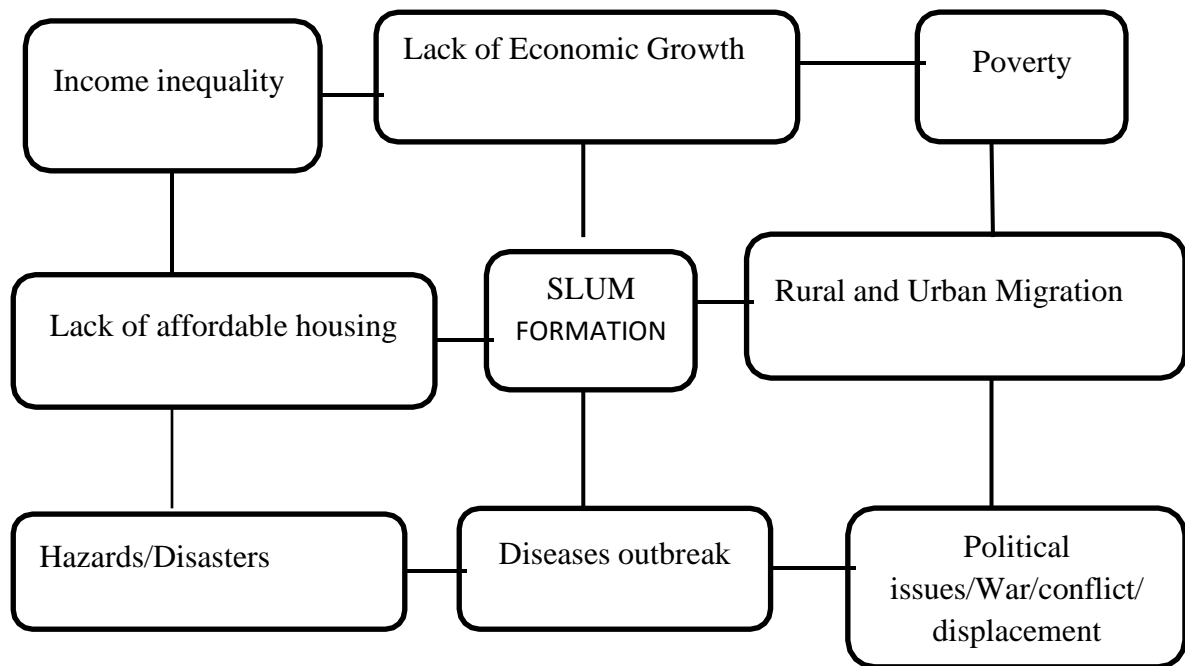 Income inequality
Lack of Economic Growth
Poverty
Lack of affordable housing
SLUM
FORMATION
Rural and Urban Migration
Hazards/Disasters
Diseases outbreak
Political
issues/War/conflict/
displacement